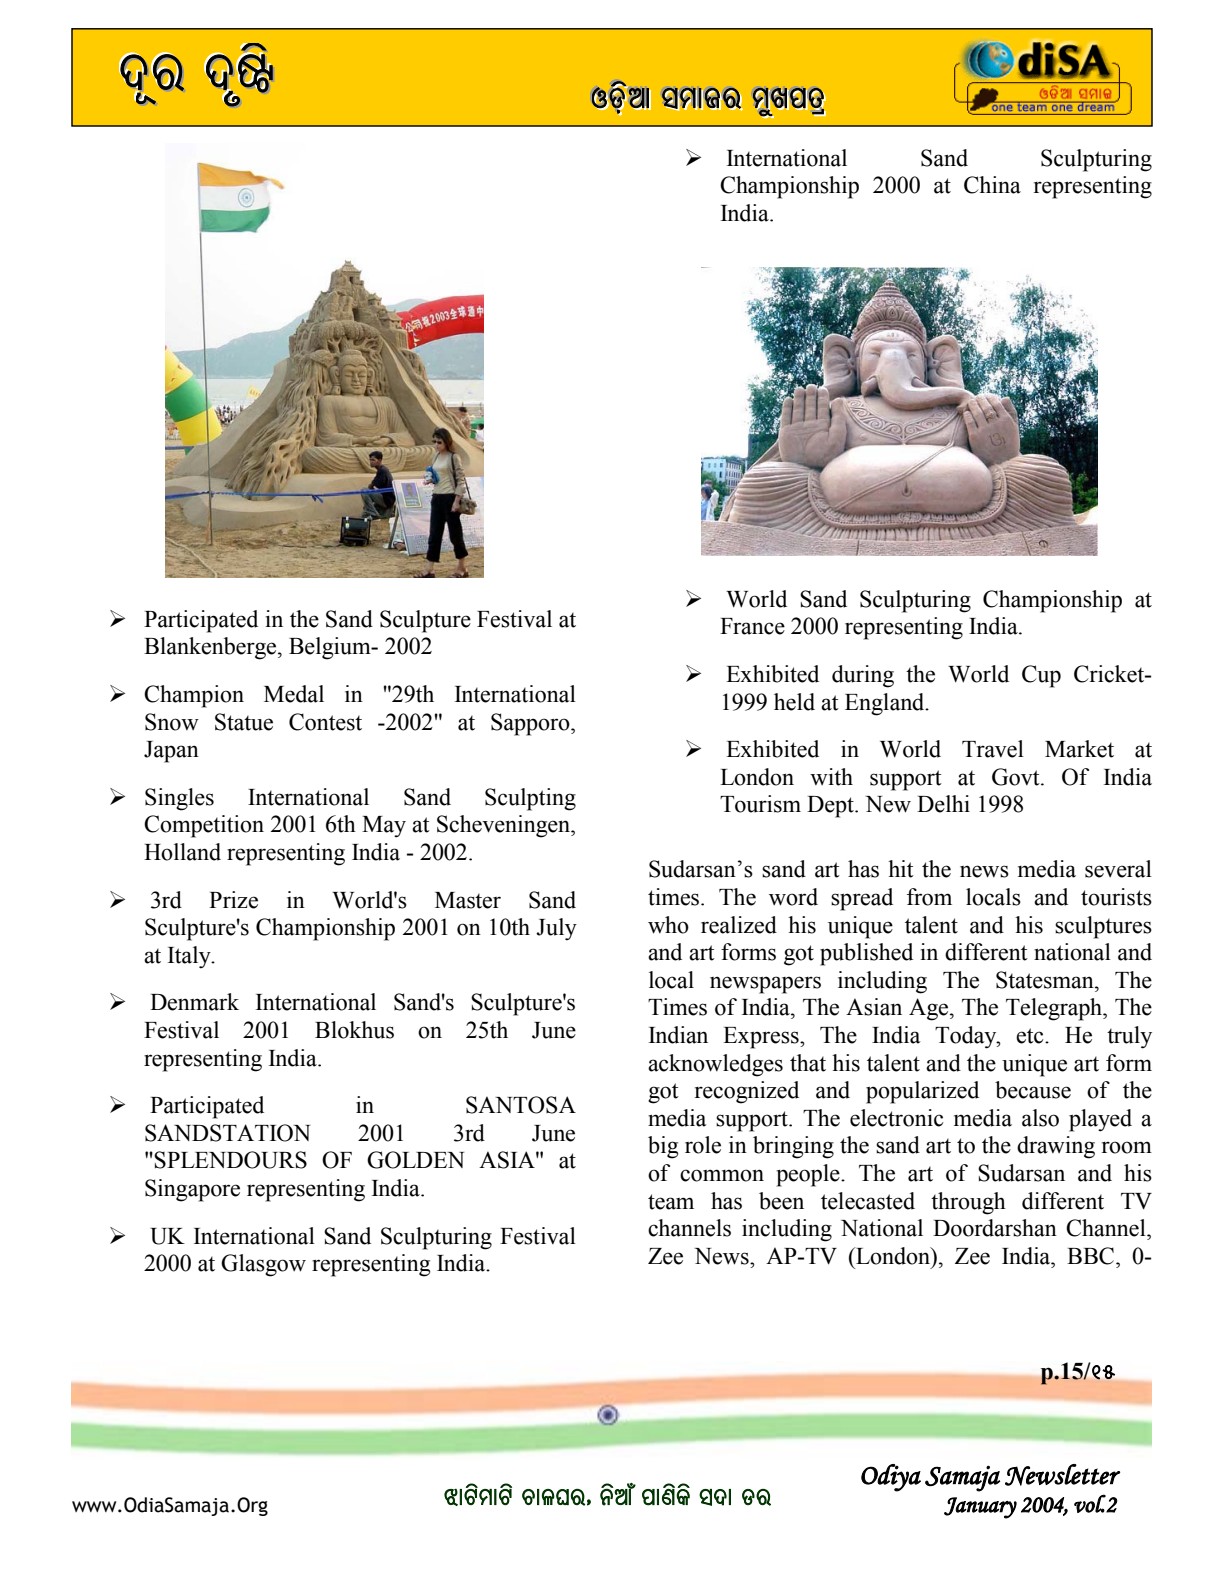 ଦୂର ଦୃଷ୍ଟି
ଓଡ଼ିଆ ସମାଜର ମୁଖପତ୍ର
OdiSA
ଓଡିଆ ସମାଜ
one team one dream
2003全球通中
➢ Participated in the Sand Sculpture Festival at
Blankenberge, Belgium- 2002
➢ Champion Medal in "29th International
Snow Statue Contest -2002" at Sapporo,
Japan
➢ Singles International Sand Sculpting
Competition 2001 6th May at Scheveningen,
Holland representing India - 2002.
➢ 3rd Prize in World's Master Sand
Sculpture's Championship 2001 on 10th July
at Italy.
➢ Denmark International Sand's Sculpture's
Festival 2001 Blokhus on 25th June
representing India.
➢ Participated in SANTOSA
SANDSTATION 2001 3rd June
"SPLENDOURS OF GOLDEN ASIA" at
Singapore representing India.
➢ UK International Sand Sculpturing Festival
2000 at Glasgow representing India.
➢ International Sand Sculpturing
Championship 2000 at China representing
India.
➢ World Sand Sculpturing Championship at
France 2000 representing India.
➢ Exhibited during the World Cup Cricket-
1999 held at England.
➢ Exhibited in World Travel Market at
London with support at Govt. Of India
Tourism Dept. New Delhi 1998
Sudarsan’s sand art has hit the news media several
times. The word spread from locals and tourists
who realized his unique talent and his sculptures
and art forms got published in different national and
local newspapers including The Statesman, The
Times of India, The Asian Age, The Telegraph, The
Indian Express, The India Today, etc. He truly
acknowledges that his talent and the unique art form
got recognized and popularized because of the
media support. The electronic media also played a
big role in bringing the sand art to the drawing room
of common people. The art of Sudarsan and his
team has been telecasted through different TV
channels including National Doordarshan Channel,
Zee News, AP-TV (London), Zee India, BBC, 0-
p.15/୧୫
www.OdiaSamaja.Org
ଝାଟିମାଟି ଚାଳଘର, ନିଆଁ ପାଣିକି ସଦା ଡର
Odiya Samaja Newsletter
January 2004, vol.2